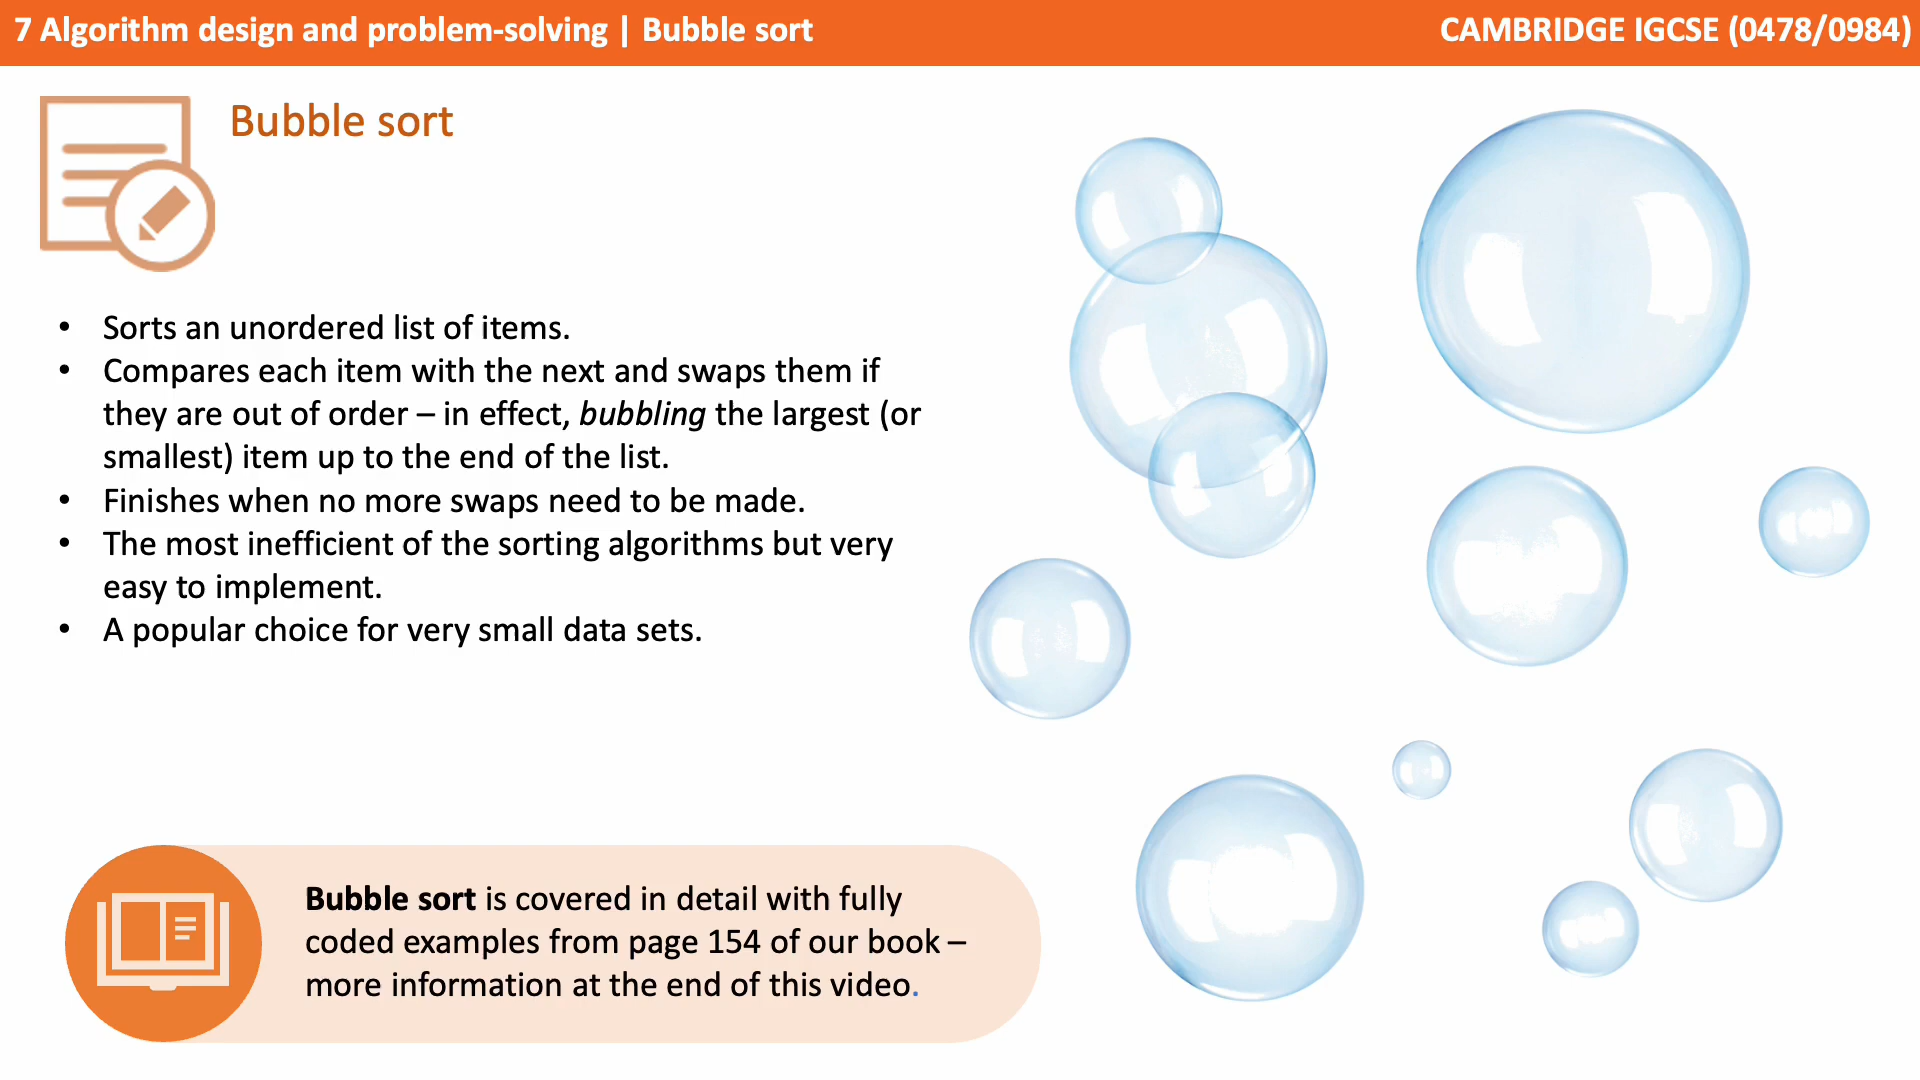 7 Algorithm design and problem-solving | Bubble sort
CAMBRIDGE IGCSE (0478/0984)
Bubble sort
• Sorts an unordered list of items.
• Compares each item with the next and swaps them if
they are out of order – in effect, bubbling the largest (or
smallest) item up to the end of the list.
• Finishes when no more swaps need to be made.
• The most inefficient of the sorting algorithms but very
easy to implement.
• A popular choice for very small data sets.
Bubble sort is covered in detail with fully
coded examples from page 154 of our book –
more information at the end of this video.